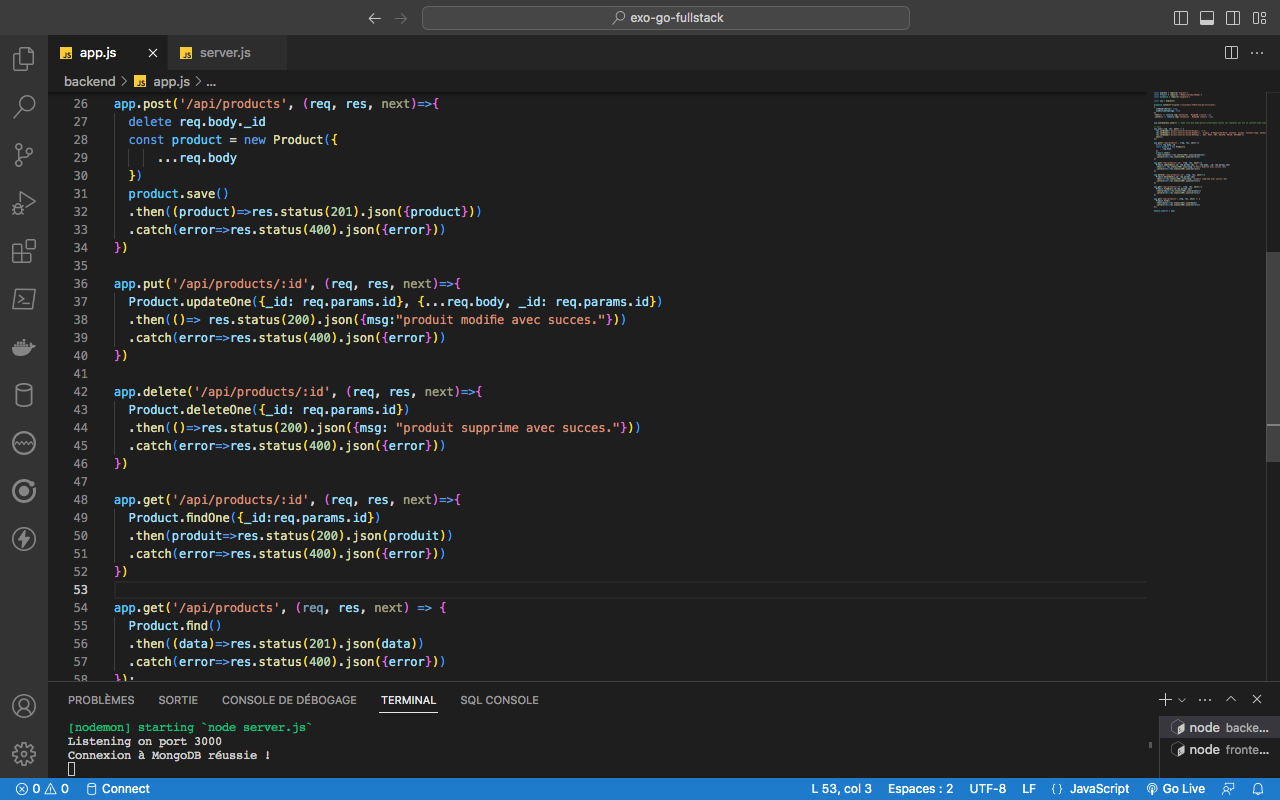 exo-go-fullstack
app.js
server.js
backend > app.js > ...
26 app.post('/api/products', (req, res, next)=>{
27 delete req.body._id
28 const product = new Product({
29 ...req.body
30 })
31 product.save()
32 .then((product)=>res.status(201).json({product}))
33 .catch(error=>res.status(400).json({error}))
34 })
35
36 app.put('/api/products/:id', (req, res, next)=>{
37 Product.updateOne({_id: req.params.id}, {...req.body, _id: req.params.id})
38 .then(()=> res.status(200).json({msg:"produit modifie avec succes."}))
39 .catch(error=>res.status(400).json({error}))
40 })
41
42 app.delete('/api/products/:id', (req, res, next)=>{
43 Product.deleteOne({_id: req.params.id})
44 .then(()=>res.status(200).json({msg: "produit supprime avec succes."}))
45 .catch(error=>res.status(400).json({error}))
46 })
47
48 app.get('/api/products/:id', (req, res, next)=>{
49 Product.findOne({_id:req.params.id})
50 .then(produit=>res.status(200).json(produit))
51 .catch(error=>res.status(400).json({error}))
52 })
53
54 app.get('/api/products', (req, res, next) => {
55 Product.find()
56 .then((data)=>res.status(201).json(data))
57 .catch(error=>res.status(400).json({error}))
58 });
PROBLÈMES SORTIE CONSOLE DE DÉBOGAGE TERMINAL SQL CONSOLE
[nodemon] starting `node server.js`
Listening on port 3000
Connexion à MongoDB réussie !
node backe...
node fronte...
0 0 Connect L 53, col 3 Espaces : 2 UTF-8 LF {} JavaScript Go Live